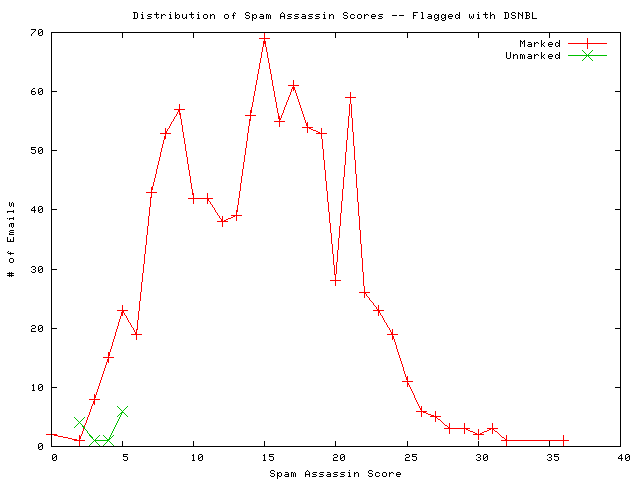 Distribution of Spam Assassin Scores -- Flagged with DSNBL
Marked
Unmarked
70
60
50
40
30
20
10
0
# of Emails
0 5 10 15 20 25 30 35 40
Spam Assassin Score